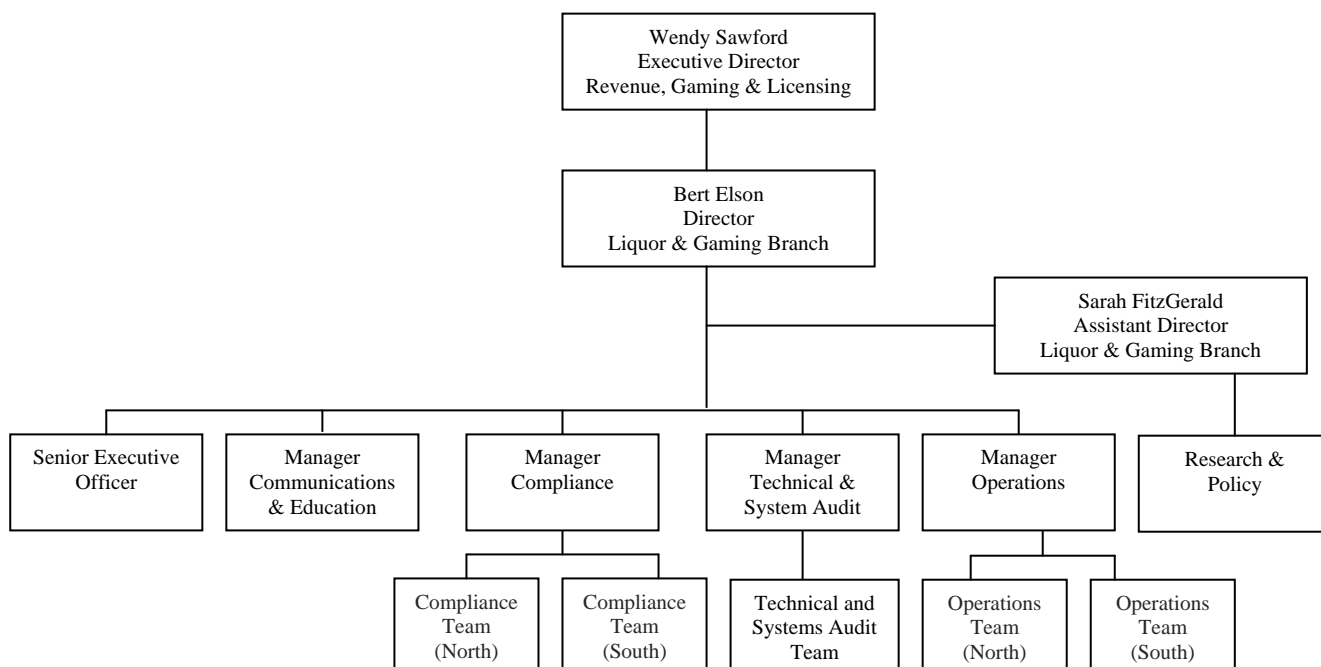 Wendy Sawford
Executive Director
Revenue, Gaming & Licensing
Bert Elson
Director
Liquor & Gaming Branch
Sarah FitzGerald
Assistant Director
Liquor & Gaming Branch
Senior Executive
Officer
Manager
Communications
& Education
Manager
Compliance
Manager
Technical &
System Audit
Manager
Operations
Research &
Policy
Compliance
Team
(North)
Compliance
Team
(South)
Technical and
Systems Audit
Team
Operations
Team
(North)
Operations
Team
(South)